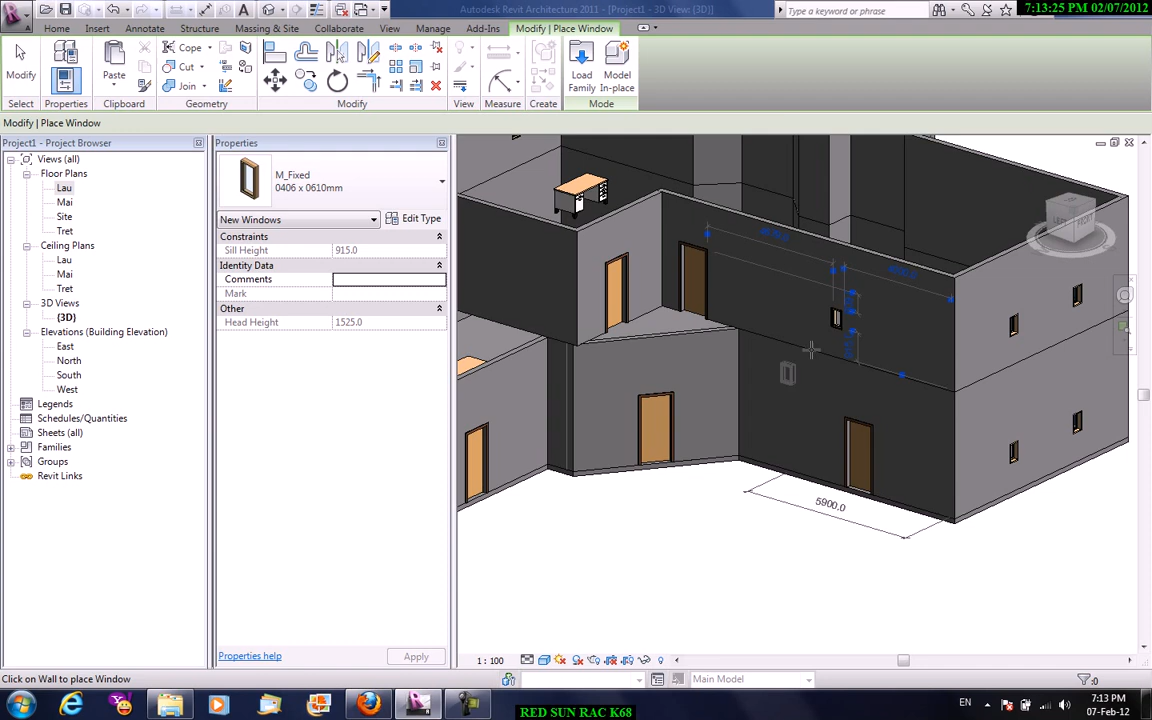 Autodesk Revit Architecture 2011 - [Project1 - 3D View: {3D}]
Type a keyword or phrase
7:13:25 PM 02/07/2012
Home Insert Annotate Structure Massing & Site Collaborate View Manage Add-Ins Modify | Place Window
Modify Paste Cope Cut Join Load Family Model In-place
Select Properties Clipboard Geometry Modify View Measure Create Mode
Modify | Place Window
Project1 - Project Browser
Views (all)
Floor Plans
Lau
Mai
Site
Tret
Ceiling Plans
Lau
Mai
Tret
3D Views
{3D}
Elevations (Building Elevation)
East
North
South
West
Legends
Schedules/Quantities
Sheets (all)
Families
Groups
Revit Links
Properties
M_Fixed
0406 x 0610mm
New Windows Edit Type
Constraints
Sill Height 915.0
Identity Data
Comments
Mark
Other
Head Height 1525.0
Properties help Apply
LEFT FRONT
5900.0
1 : 100
Click on Wall to place Window
Main Model
:0
EN 7:13 PM
07-Feb-12
RED SUN RAC K68